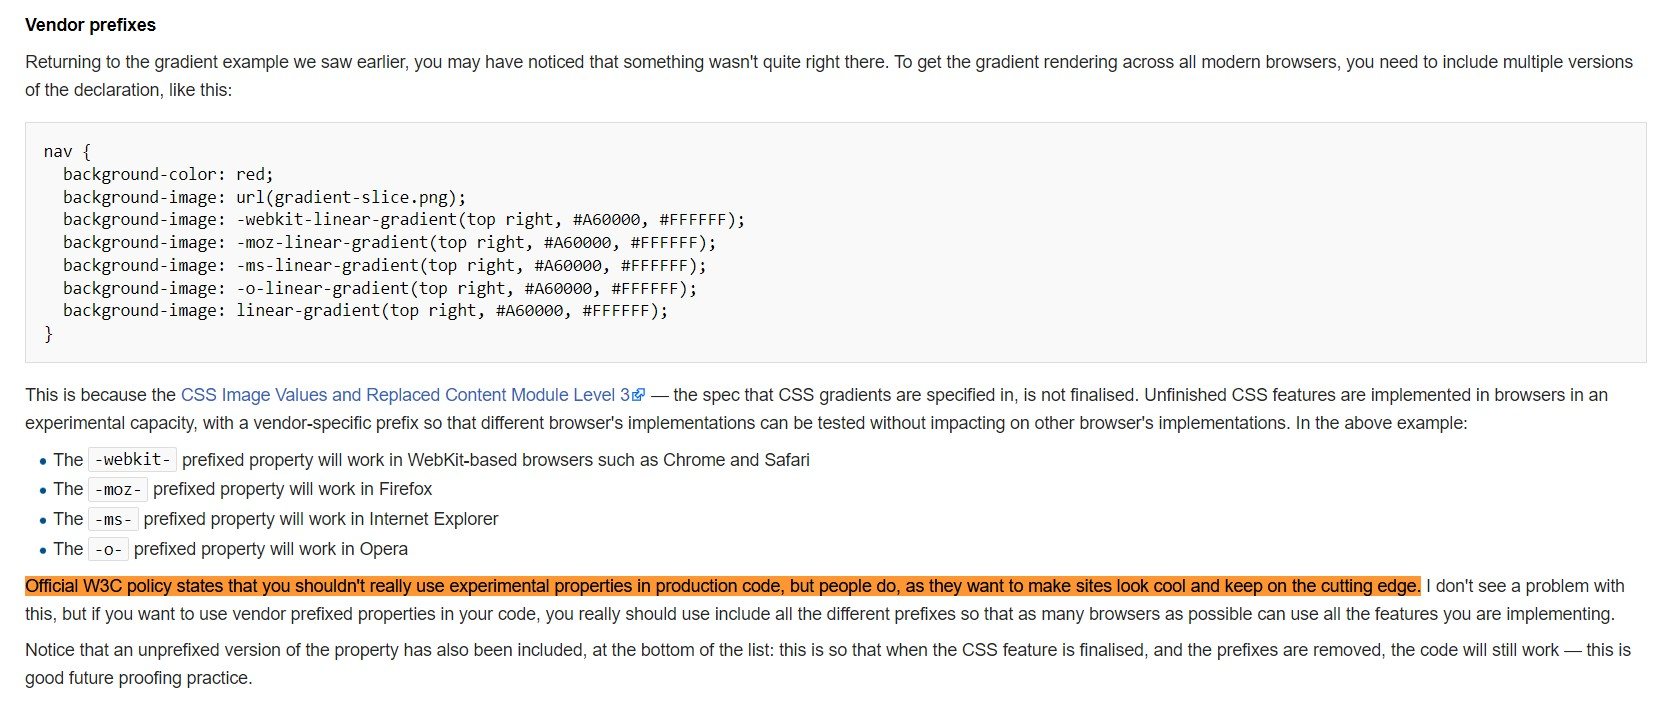 Vendor prefixes
Returning to the gradient example we saw earlier, you may have noticed that something wasn't quite right there. To get the gradient rendering across all modern browsers, you need to include multiple versions
of the declaration, like this:
nav {
  background-color: red;
  background-image: url(gradient-slice.png);
  background-image: -webkit-linear-gradient(top right, #A60000, #FFFFFF);
  background-image: -moz-linear-gradient(top right, #A60000, #FFFFFF);
  background-image: -ms-linear-gradient(top right, #A60000, #FFFFFF);
  background-image: -o-linear-gradient(top right, #A60000, #FFFFFF);
  background-image: linear-gradient(top right, #A60000, #FFFFFF);
}
This is because the CSS Image Values and Replaced Content Module Level 3 — the spec that CSS gradients are specified in, is not finalised. Unfinished CSS features are implemented in browsers in an
experimental capacity, with a vendor-specific prefix so that different browser's implementations can be tested without impacting on other browser's implementations. In the above example:
• The -webkit- prefixed property will work in WebKit-based browsers such as Chrome and Safari
• The -moz- prefixed property will work in Firefox
• The -ms- prefixed property will work in Internet Explorer
• The -o- prefixed property will work in Opera
Official W3C policy states that you shouldn't really use experimental properties in production code, but people do, as they want to make sites look cool and keep on the cutting edge. I don't see a problem with
this, but if you want to use vendor prefixed properties in your code, you really should use include all the different prefixes so that as many browsers as possible can use all the features you are implementing.
Notice that an unprefixed version of the property has also been included, at the bottom of the list: this is so that when the CSS feature is finalised, and the prefixes are removed, the code will still work — this is
good future proofing practice.